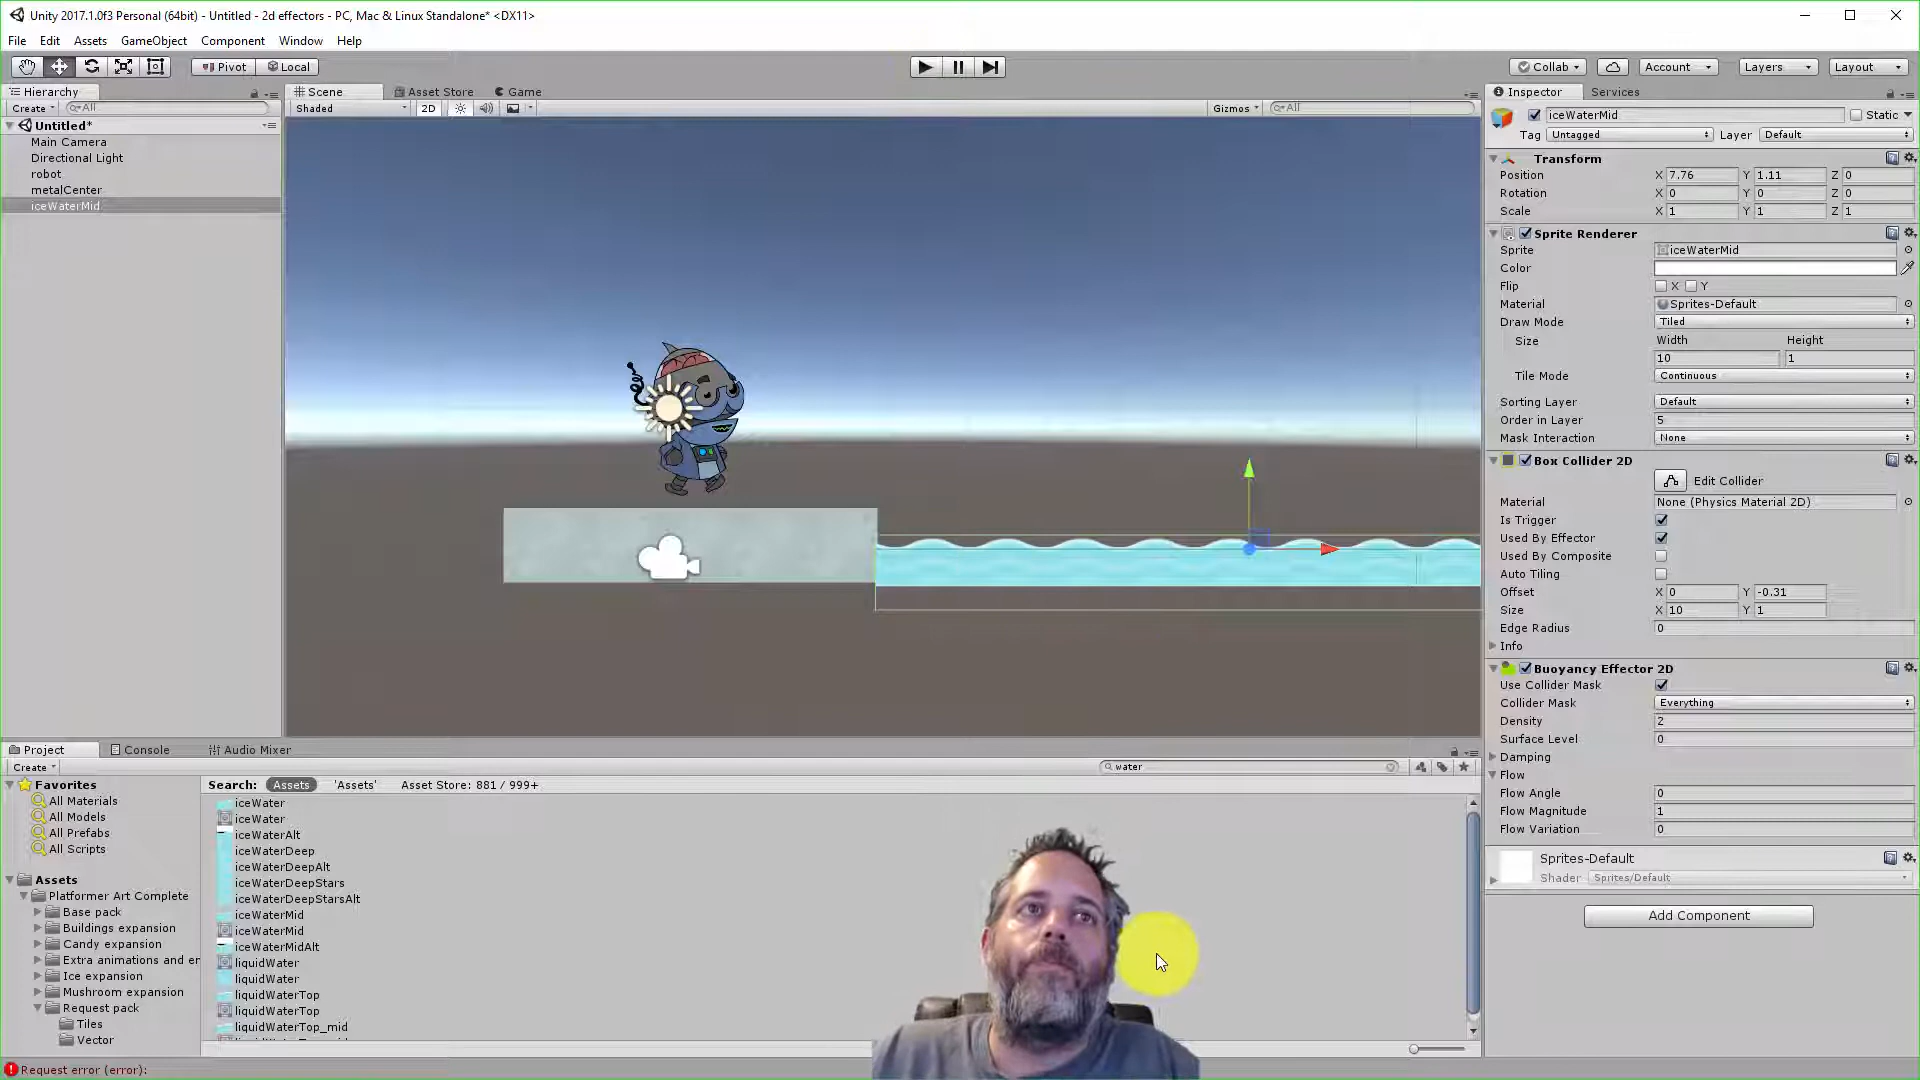 Unity 2017.1.0f3 Personal (64bit) - Untitled - 2d effectors - PC, Mac & Linux Standalone* <DX11>
File Edit Assets GameObject Component Window Help
Pivot Local Collab Account Layers Layout
Hierarchy Scene Asset Store Game Inspector Services
Create All Shaded 2D Gizmos All iceWaterMid Static
Untitled*
Tag Untagged Layer Default
Main Camera
Directional Light
robot
metalCenter
iceWaterMid
Transform
Position X 7.76 Y 1.11 Z 0
Rotation X 0 Y 0 Z 0
Scale X 1 Y 1 Z 1
Sprite Renderer
Sprite iceWaterMid
Color
Flip X Y
Material Sprites-Default
Draw Mode Tiled
Size Width Height
10 1
Tile Mode Continuous
Sorting Layer Default
Order in Layer 5
Mask Interaction None
Box Collider 2D
Edit Collider
Material None (Physics Material 2D)
Is Trigger
Used By Effector
Used By Composite
Auto Tiling
Offset X 0 Y -0.31
Size X 10 Y 1
Edge Radius 0
Info
Buoyancy Effector 2D
Use Collider Mask
Collider Mask Everything
Density 2
Surface Level 0
Damping
Flow
Flow Angle 0
Flow Magnitude 1
Flow Variation 0
Sprites-Default
Shader Sprites/Default
Add Component
Project Console Audio Mixer
Create water
Favorites
All Materials
All Models
All Prefabs
All Scripts
Assets
Platformer Art Complete
Base pack
Buildings expansion
Candy expansion
Extra animations and er
Ice expansion
Mushroom expansion
Request pack
Tiles
Vector
Search: Assets 'Assets' Asset Store: 881 / 999+
iceWater
iceWater
iceWaterAlt
iceWaterDeep
iceWaterDeepAlt
iceWaterDeepStars
iceWaterDeepStarsAlt
iceWaterMid
iceWaterMid
iceWaterMidAlt
liquidWater
liquidWater
liquidWaterTop
liquidWaterTop
liquidWaterTop_mid
Request error (error):